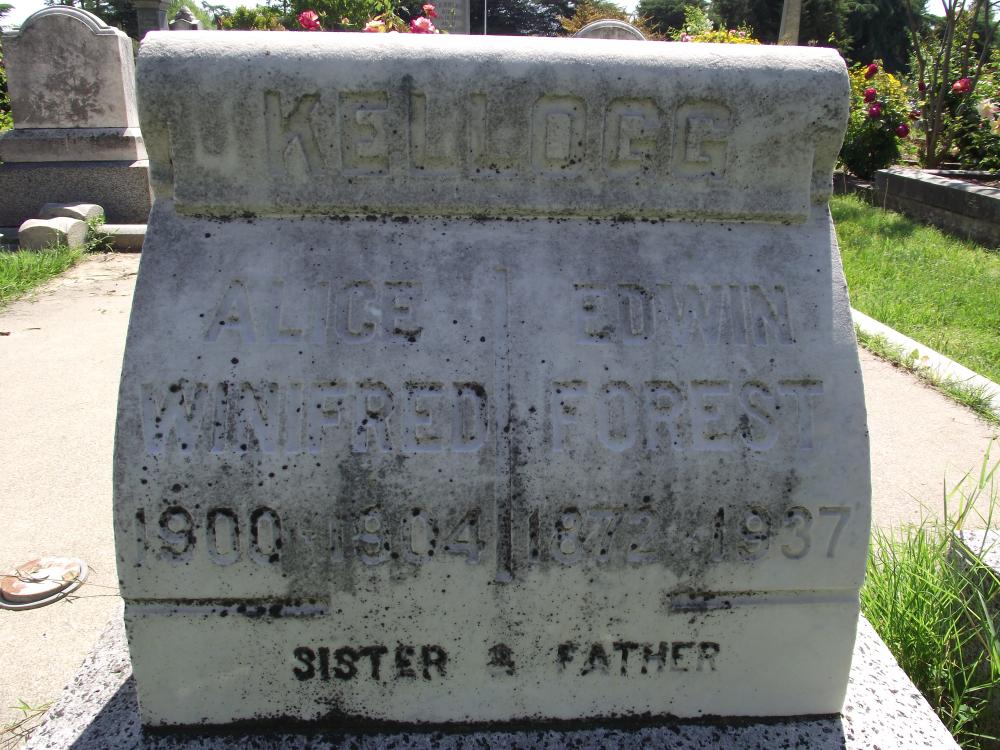 KELLOGG
ALICE
WINIFRED
1900 - 1904
EDWIN
FOREST
1872 - 1937
SISTER & FATHER